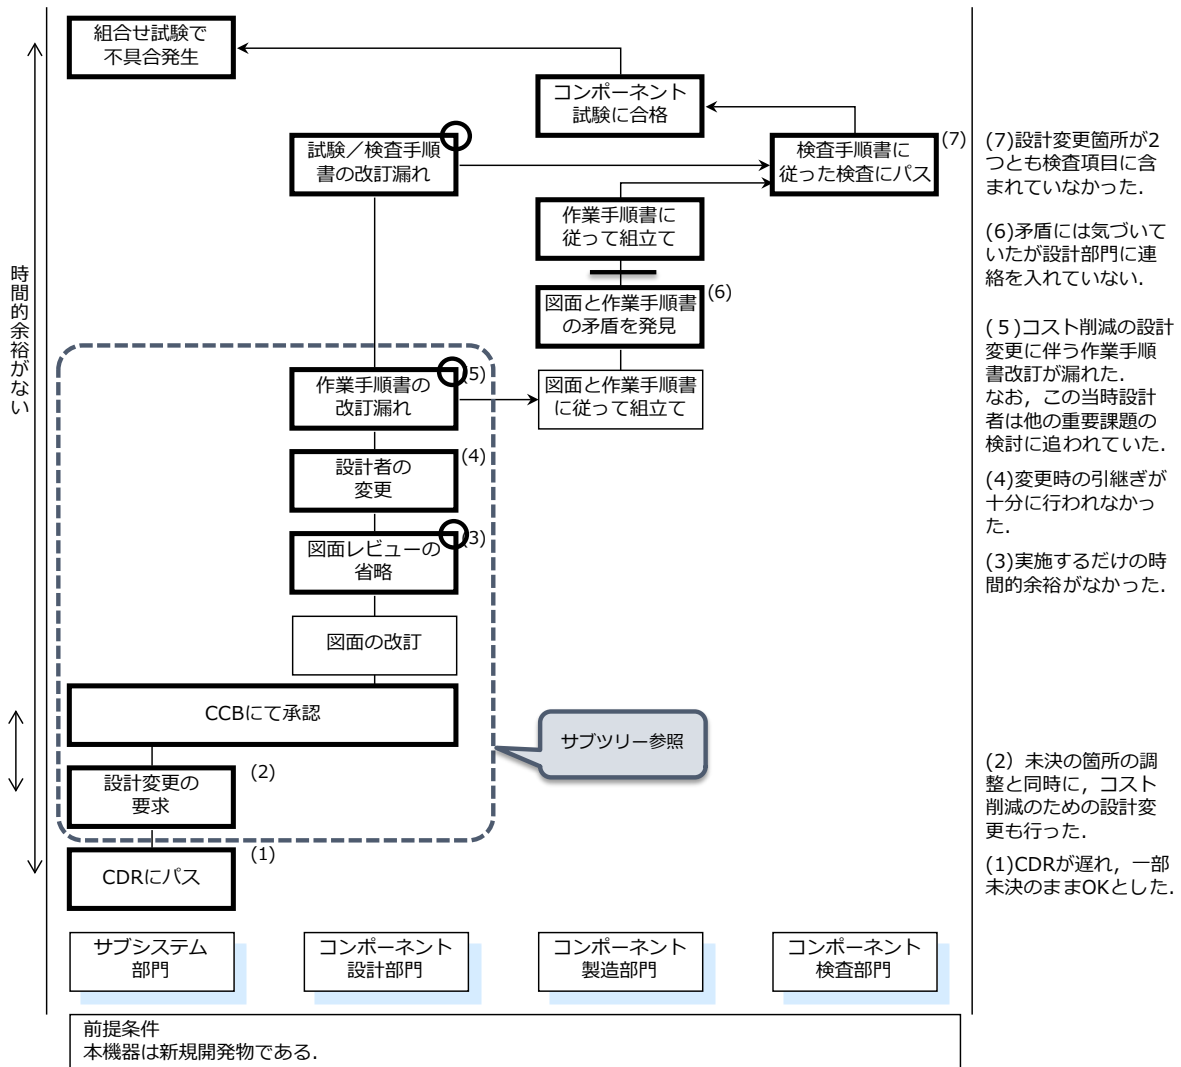 組合せ試験で
不具合発生
コンポーネント
試験に合格
試験／検査手順
書の改訂漏れ
検査手順書に
従った検査にパス
(7)
作業手順書に
従って組立て
図面と作業手順書
の矛盾を発見
(6)
作業手順書の
改訂漏れ
(5)
図面と作業手順書
に従って組立て
設計者の
変更
(4)
図面レビューの
省略
(3)
図面の改訂
CCBにて承認
サブツリー参照
設計変更の
要求
(2)
CDRにパス
(1)
時間的余裕がない
(7)設計変更箇所が2
つとも検査項目に含
まれていなかった．
(6)矛盾には気づいて
いたが設計部門に連
絡を入れていない．
(５)コスト削減の設計
変更に伴う作業手順
書改訂が漏れた．
なお，この当時設計
者は他の重要課題の
検討に追われていた．
(4)変更時の引継ぎが
十分に行われなかっ
た．
(3)実施するだけの時
間的余裕がなかった．
(2) 未決の箇所の調
整と同時に，コスト
削減のための設計変
更も行った．
(1)CDRが遅れ，一部
未決のままOKとした．
サブシステム
部門
コンポーネント
設計部門
コンポーネント
製造部門
コンポーネント
検査部門
前提条件
本機器は新規開発物である．